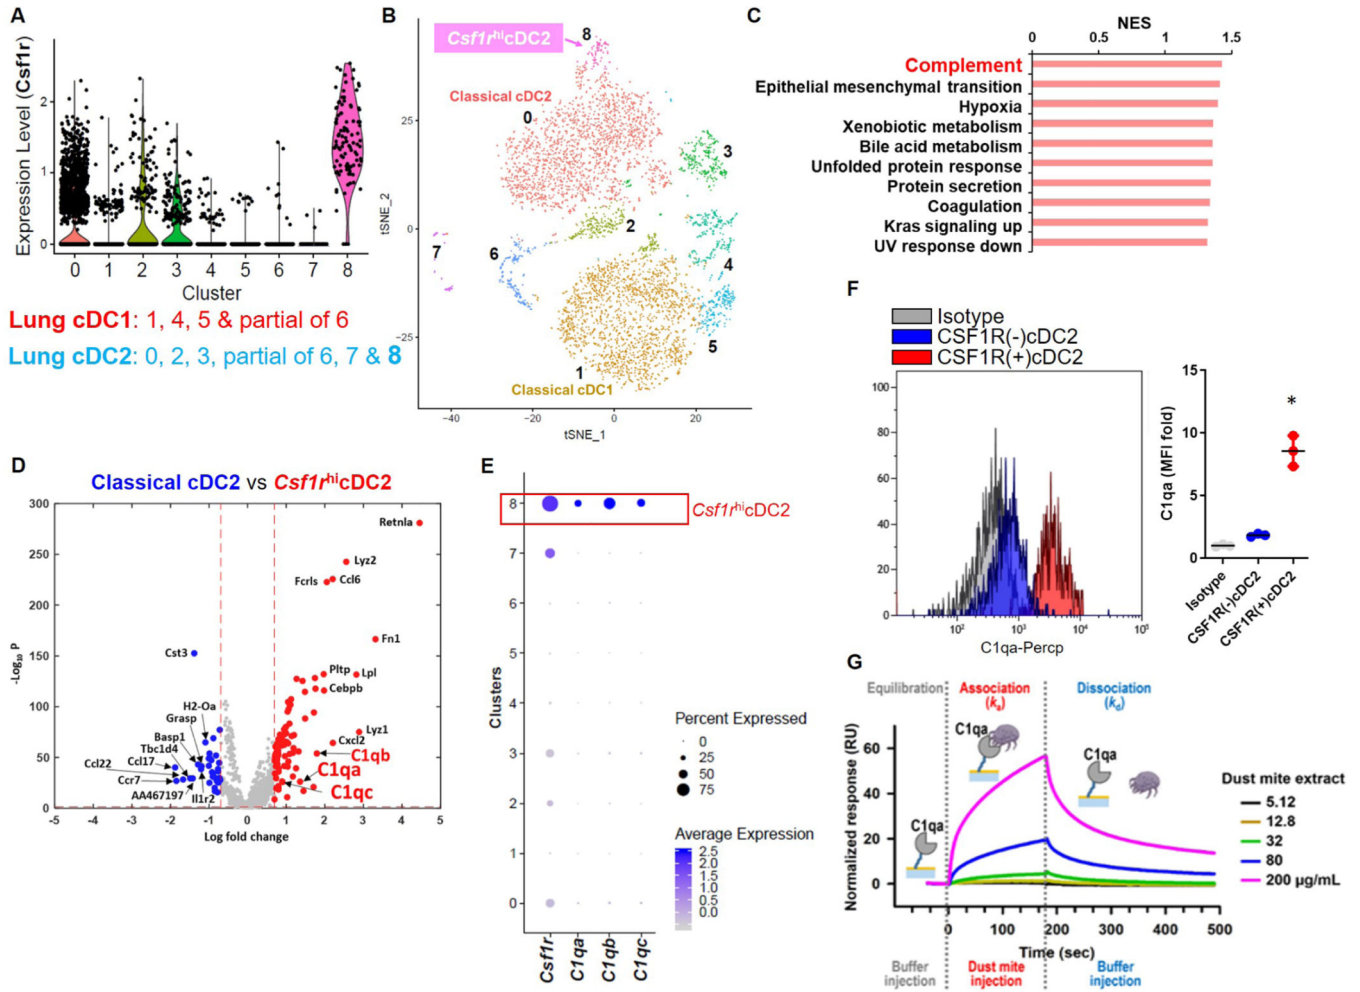 A
Expression Level (Csf1r)
2
1
0
0 1 2 3 4 5 6 7 8
Cluster
Lung cDC1: 1, 4, 5 & partial of 6
Lung cDC2: 0, 2, 3, partial of 6, 7 & 8
B
Csf1rhicDC2
8
Classical cDC2
0
3
2
7
6
4
5
1
Classical cDC1
tSNE_2
25
0
−25
−40 −20 0 20
tSNE_1
C
NES
0 0.5 1 1.5
Complement
Epithelial mesenchymal transition
Hypoxia
Xenobiotic metabolism
Bile acid metabolism
Unfolded protein response
Protein secretion
Coagulation
Kras signaling up
UV response down
D
Classical cDC2 vs Csf1rhicDC2
-Log10 P
300
250
200
150
100
50
0
-5 -4 -3 -2 -1 0 1 2 3 4 5
Log fold change
Retnla
Lyz2
Fcrls
Ccl6
Fn1
Cst3
Pltp
Lpl
Cebpb
H2-Oa
Grasp
Basp1
Tbc1d4
Ccl17
Ccl22
Ccr7
AA467197
Il1r2
Lyz1
Cxcl2
C1qb
C1qa
C1qc
E
Clusters
8
7
6
5
4
3
2
1
0
Csf1rhicDC2
Csf1r
C1qa
C1qb
C1qc
Percent Expressed
0
25
50
75
Average Expression
2.5
2.0
1.5
1.0
0.5
0.0
F
Isotype
CSF1R(-)cDC2
CSF1R(+)cDC2
100
80
60
40
20
0
10² 10³ 10⁴ 10⁵
C1qa-Percp
C1qa (MFI fold)
15
10
5
0
*
Isotype
CSF1R(-)cDC2
CSF1R(+)cDC2
G
Equilibration
Association
(ka)
Dissociation
(kd)
C1qa
C1qa
C1qa
Normalized response (RU)
60
40
20
0
0 100 200 300 400 500
Time (sec)
Buffer
injection
Dust mite
injection
Buffer
injection
Dust mite extract
5.12
12.8
32
80
200 µg/mL